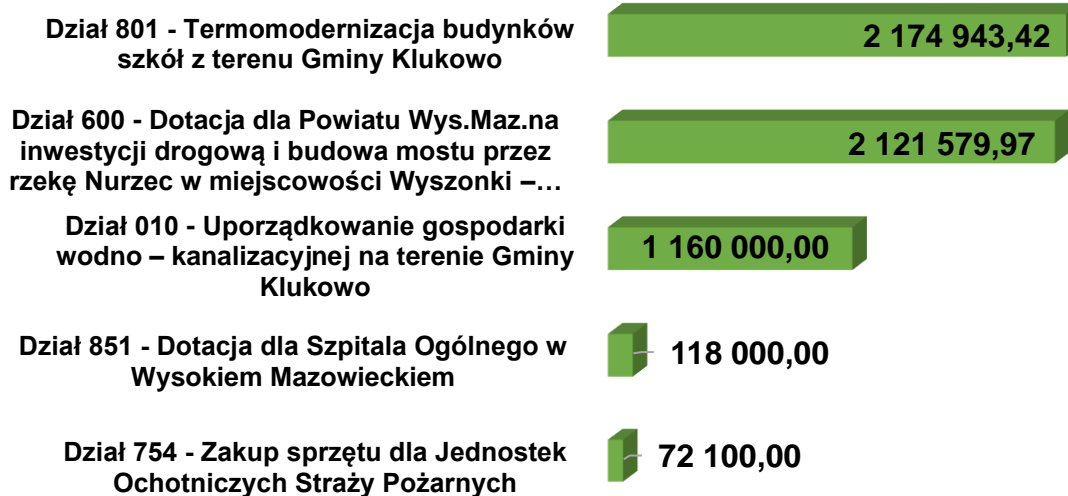 Dział 801 - Termomodernizacja budynków
szkół z terenu Gminy Klukowo
2 174 943,42
Dział 600 - Dotacja dla Powiatu Wys.Maz.na
inwestycji drogową i budowa mostu przez
rzekę Nurzec w miejscowości Wyszonki –…
2 121 579,97
Dział 010 - Uporządkowanie gospodarki
wodno – kanalizacyjnej na terenie Gminy
Klukowo
1 160 000,00
Dział 851 - Dotacja dla Szpitala Ogólnego w
Wysokiem Mazowieckiem
118 000,00
Dział 754 - Zakup sprzętu dla Jednostek
Ochotniczych Straży Pożarnych
72 100,00